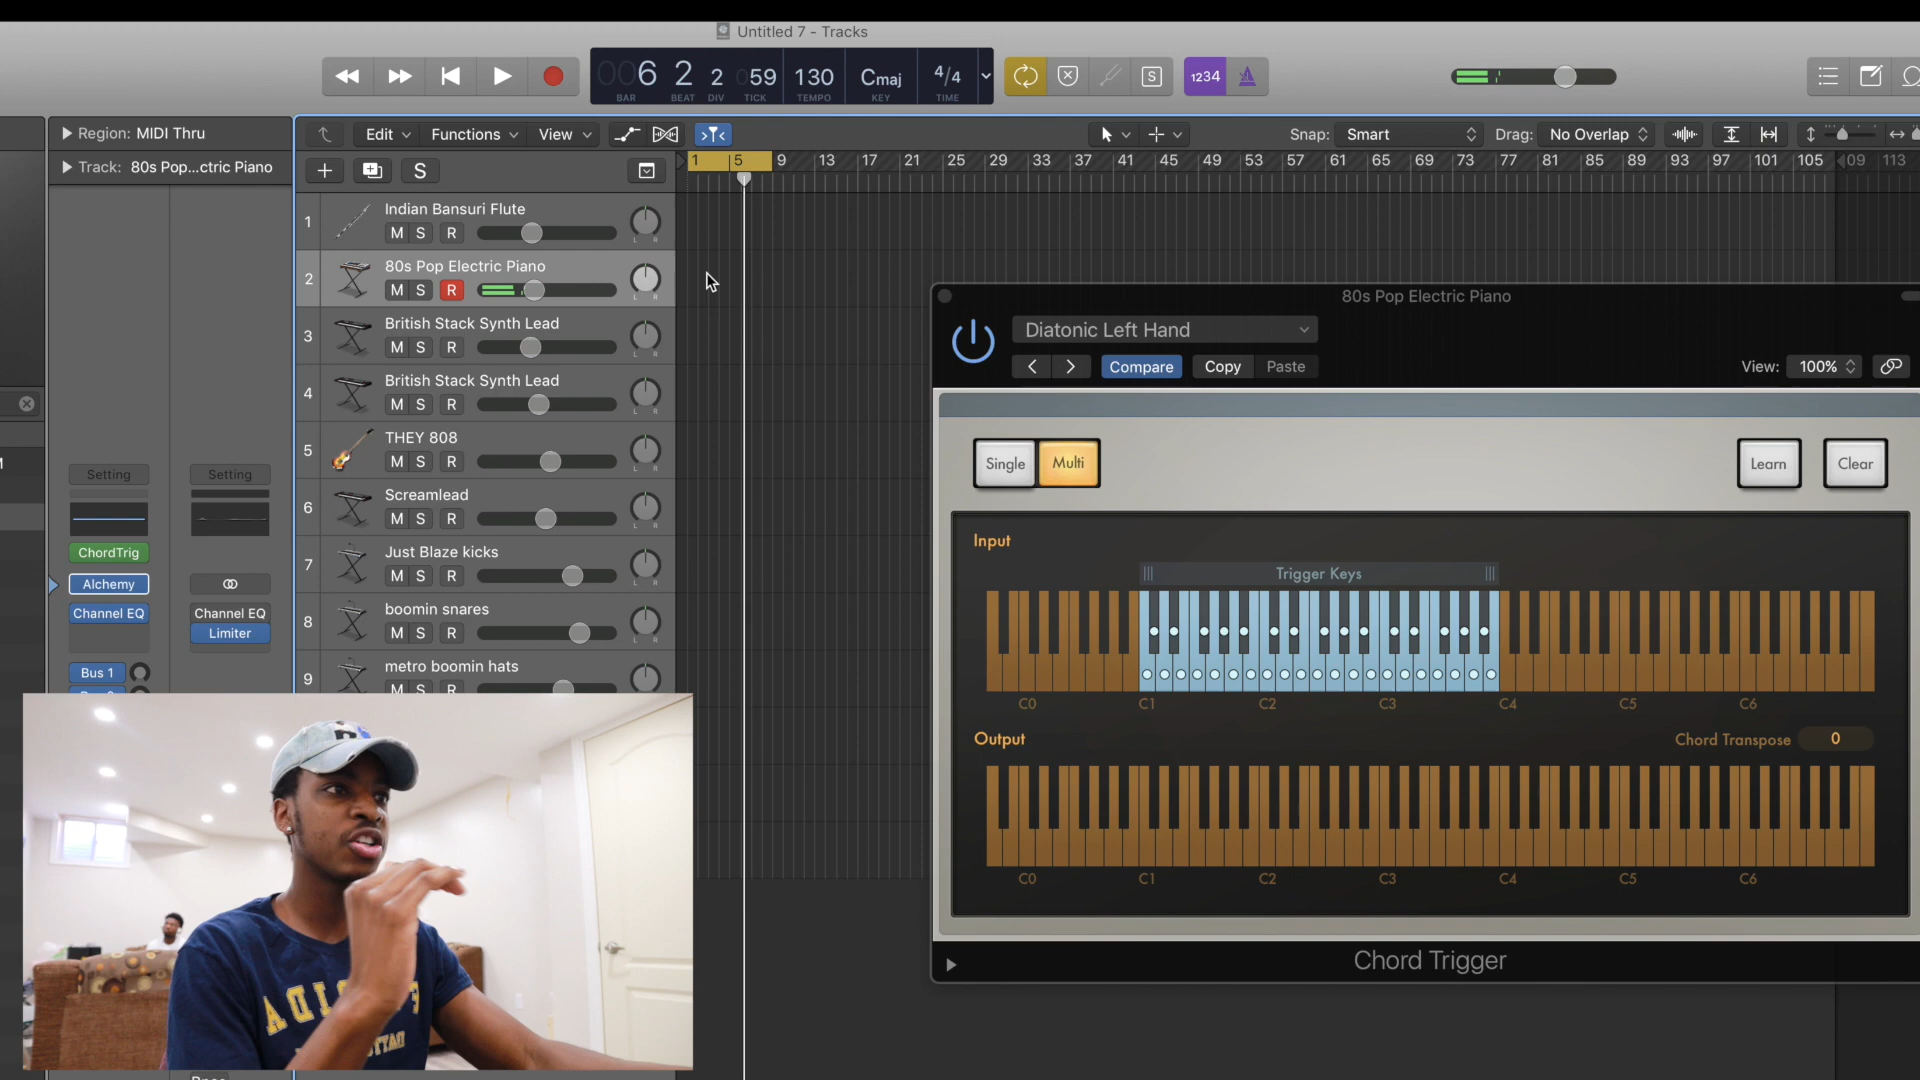 Untitled 7 - Tracks
006 2 2 059 130 Cmaj 4/4
BAR BEAT DIV TICK TEMPO KEY TIME
S 1234
Region: MIDI Thru
Edit Functions View
Snap: Smart Drag: No Overlap
Track: 80s Pop...ctric Piano
S
1 5 9 13 17 21 25 29 33 37 41 45 49 53 57 61 65 69 73 77 81 85 89 93 97 101 105 109 113
1 Indian Bansuri Flute
M S R L R
2 80s Pop Electric Piano
M S R L R
3 British Stack Synth Lead
M S R L R
4 British Stack Synth Lead
M S R L R
5 THEY 808
M S R L R
6 Screamlead
M S R L R
7 Just Blaze kicks
M S R L R
8 boomin snares
M S R L R
9 metro boomin hats
M S R
Setting Setting
ChordTrig
Alchemy
Channel EQ Channel EQ
Limiter
Bus 1
80s Pop Electric Piano
Diatonic Left Hand
Compare Copy Paste View: 100%
Single Multi Learn Clear
Input
Trigger Keys
C0 C1 C2 C3 C4 C5 C6
Output Chord Transpose 0
C0 C1 C2 C3 C4 C5 C6
Chord Trigger